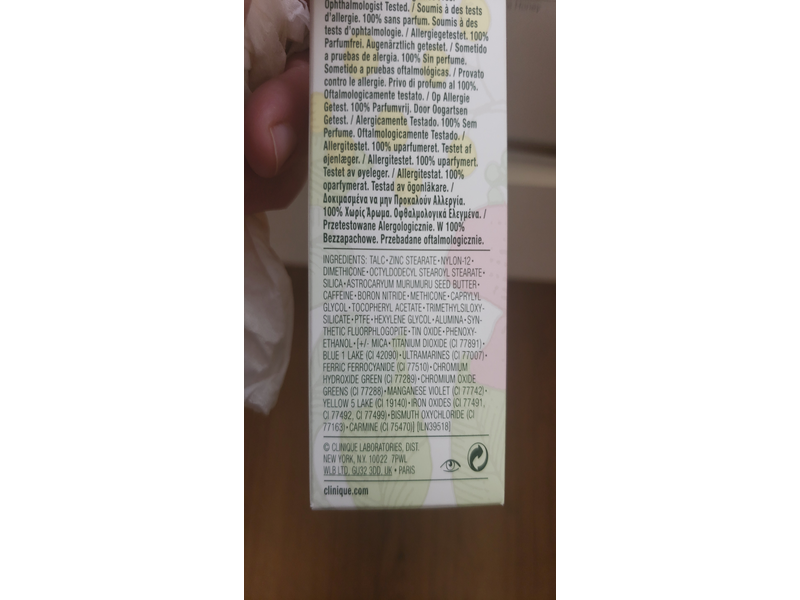 Ophthalmologist Tested. / Soumis à des tests
d'allergie. 100% sans parfum. Soumis à des
tests d'ophtalmologie. / Allergiegetestet. 100%
Parfumfrei. Augenärztlich getestet. / Sometido
a pruebas de alergia. 100% Sin perfume.
Sometido a pruebas oftalmológicas. / Provato
contro le allergie. Privo di profumo al 100%.
Oftalmologicamente testato. / Op Allergie
Getest. 100% Parfumvrij. Door Oogartsen
Getest. / Alergicamente Testado. 100% Sem
Perfume. Oftalmologicamente Testado. /
Allergitestet. 100% uparfumeret. Testet af
øjenlæger. / Allergitestet. 100% uparfymert.
Testet av øyeleger. / Allergitestat. 100%
oparfymerat. Testad av ögonläkare. /
Δοκιμασμένα να μην Προκαλούν Αλλεργία.
100% Χωρίς Άρωμα. Οφθαλμολογικά Ελεγμένα. /
Przetestowane Alergologicznie. W 100%
Bezzapachowe. Przebadane oftalmologicznie.
INGREDIENTS: TALC•ZINC STEARATE•NYLON-12•
DIMETHICONE•OCTYLDODECYL STEAROYL STEARATE•
SILICA•ASTROCARYUM MURUMURU SEED BUTTER•
CAFFEINE•BORON NITRIDE•METHICONE•CAPRYLYL
GLYCOL•TOCOPHERYL ACETATE•TRIMETHYLSILOXY-
SILICATE•PTFE•HEXYLENE GLYCOL•ALUMINA•SYN-
THETIC FLUORPHLOGOPITE•TIN OXIDE•PHENOXY-
ETHANOL•[+/- MICA•TITANIUM DIOXIDE (CI 77891)•
BLUE 1 LAKE (CI 42090)•ULTRAMARINES (CI 77007)•
FERRIC FERROCYANIDE (CI 77510)•CHROMIUM
HYDROXIDE GREEN (CI 77289)•CHROMIUM OXIDE
GREENS (CI 77288)•MANGANESE VIOLET (CI 77742)•
YELLOW 5 LAKE (CI 19140)•IRON OXIDES (CI 77491,
CI 77492, CI 77499)•BISMUTH OXYCHLORIDE (CI
77163)•CARMINE (CI 75470)] [ILN39518]
© CLINIQUE LABORATORIES, DIST.
NEW YORK, N.Y. 10022. 7PWL.
WLB LTD, GU32 3DD, UK • PARIS
clinique.com